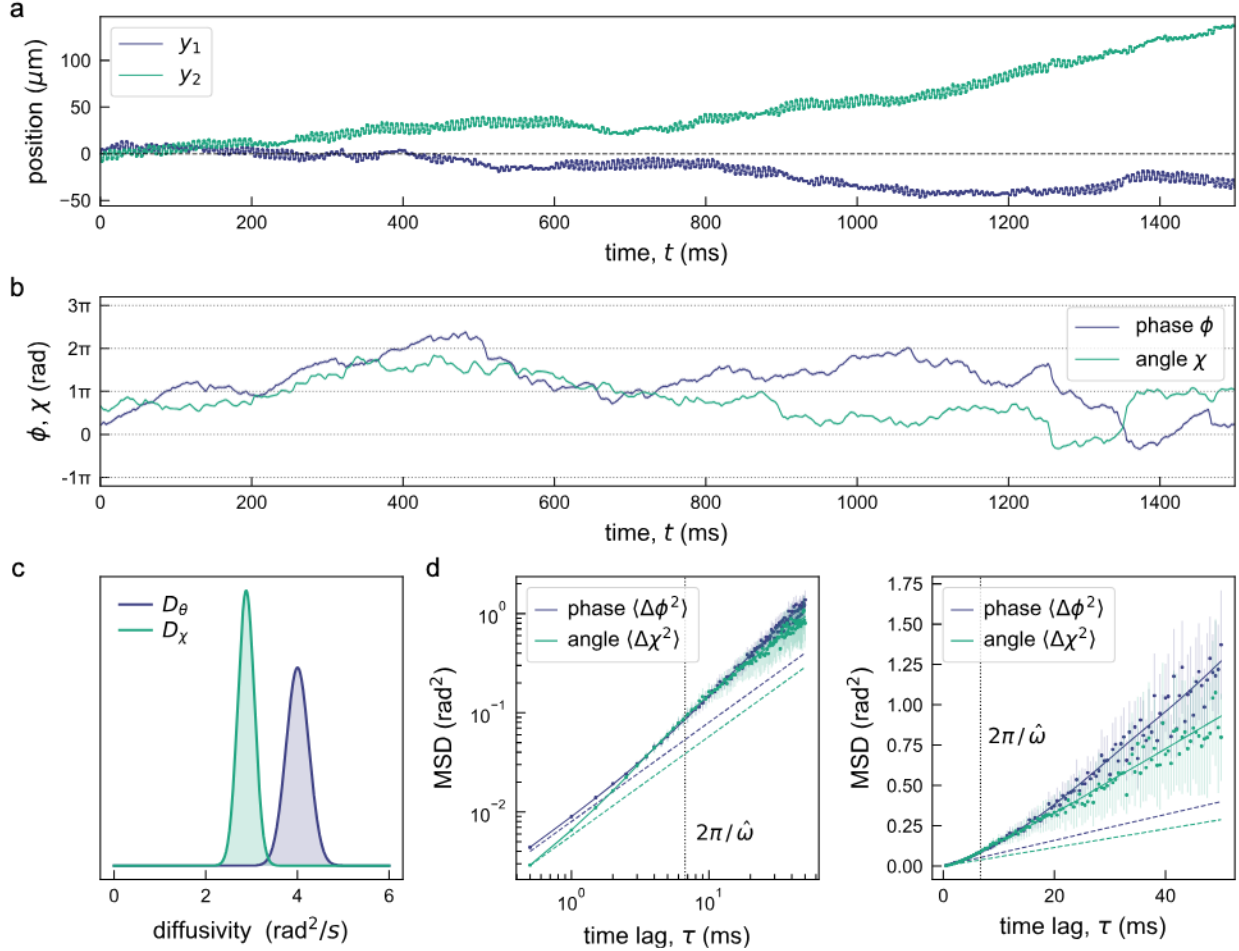 a
position (μm)
100
50
0
−50
y₁
y₂
0 200 400 600 800 1000 1200 1400
time, t (ms)
b
ϕ, χ (rad)
3π
2π
1π
0
-1π
phase ϕ
angle χ
0 200 400 600 800 1000 1200 1400
time, t (ms)
c
D_θ
D_χ
0 2 4 6
diffusivity (rad²/s)
d
MSD (rad²)
10⁰
10⁻¹
10⁻²
phase ⟨Δϕ²⟩
angle ⟨Δχ²⟩
2π/ω̂
10⁰ 10¹
time lag, τ (ms)
MSD (rad²)
1.75
1.50
1.25
1.00
0.75
0.50
0.25
0.00
phase ⟨Δϕ²⟩
angle ⟨Δχ²⟩
2π/ω̂
0 20 40
time lag, τ (ms)